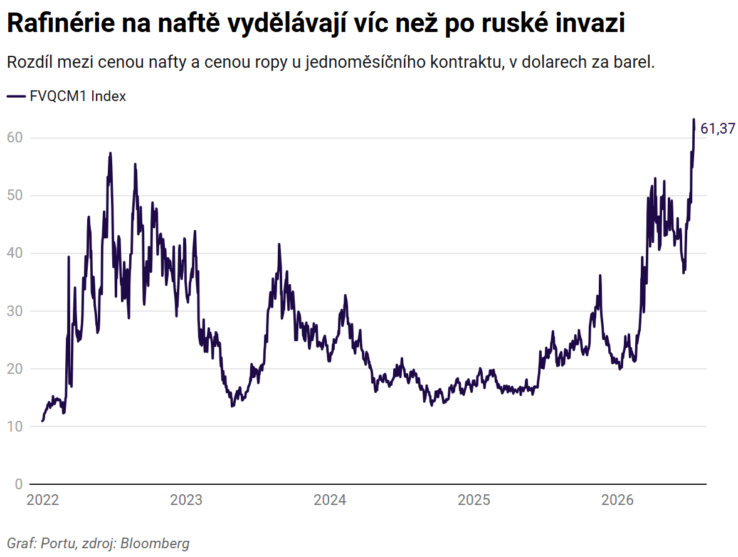 Rafinérie na naftě vydělávají víc než po ruské invazi
Rozdíl mezi cenou nafty a cenou ropy u jednoměsíčního kontraktu, v dolarech za barel.
FVQCM1 Index
61,37
60
50
40
30
20
10
0
2022 2023 2024 2025 2026
Graf: Portu, zdroj: Bloomberg